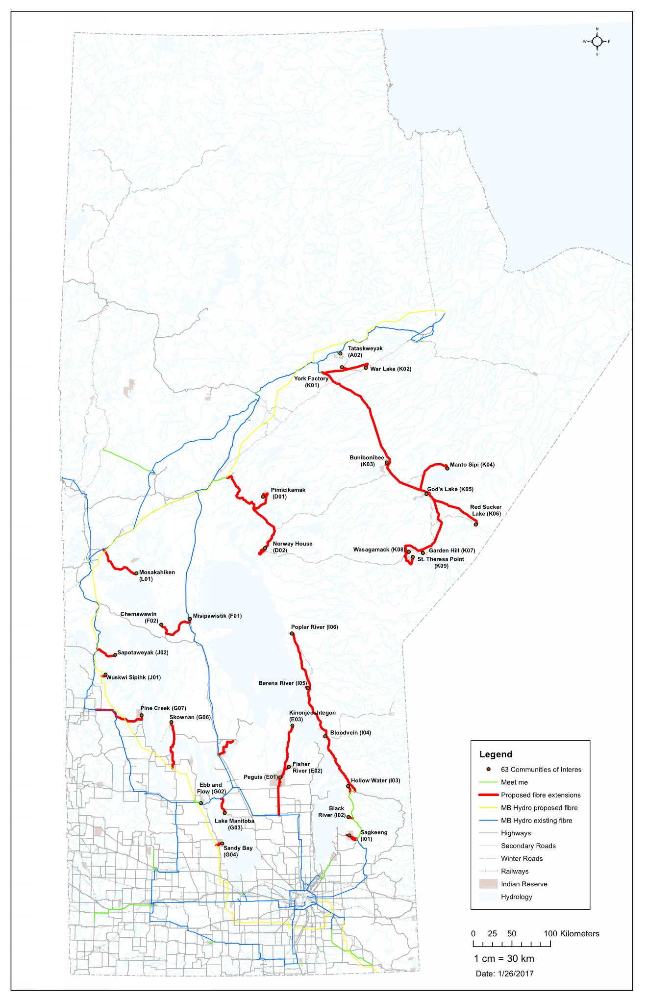 N
W
E
S
Tataskweyak
(A02)
War Lake (K02)
York Factory
(K01)
Bunibonibee
(K03)
Manto Sipi (K04)
God's Lake (K05)
Pimicikamak
(D01)
Red Sucker
Lake (K06)
Norway House
(D02)
Wasagamack (K08)
Garden Hill (K07)
St. Theresa Point
(K09)
Mosakahiken
(L01)
Chemawawin
(F02)
Misipawistik (F01)
Poplar River (I06)
Sapotaweyak (J02)
Wuskwi Sipihk (J01)
Berens River (I05)
Pine Creek (G07)
Skownan (G06)
Kinonjeoshtegon
(E03)
Bloodvein (I04)
Fisher
River (E02)
Peguis (E01)
Hollow Water (I03)
Ebb and
Flow (G02)
Black
River (I02)
Lake Manitoba
(G03)
Sagkeeng
(I01)
Sandy Bay
(G04)
Legend
63 Communities of Interes
Meet me
Proposed fibre extensions
MB Hydro proposed fibre
MB Hydro existing fibre
Highways
Secondary Roads
Winter Roads
Railways
Indian Reserve
Hydrology
0 25 50 100 Kilometers
1 cm = 30 km
Date: 1/26/2017